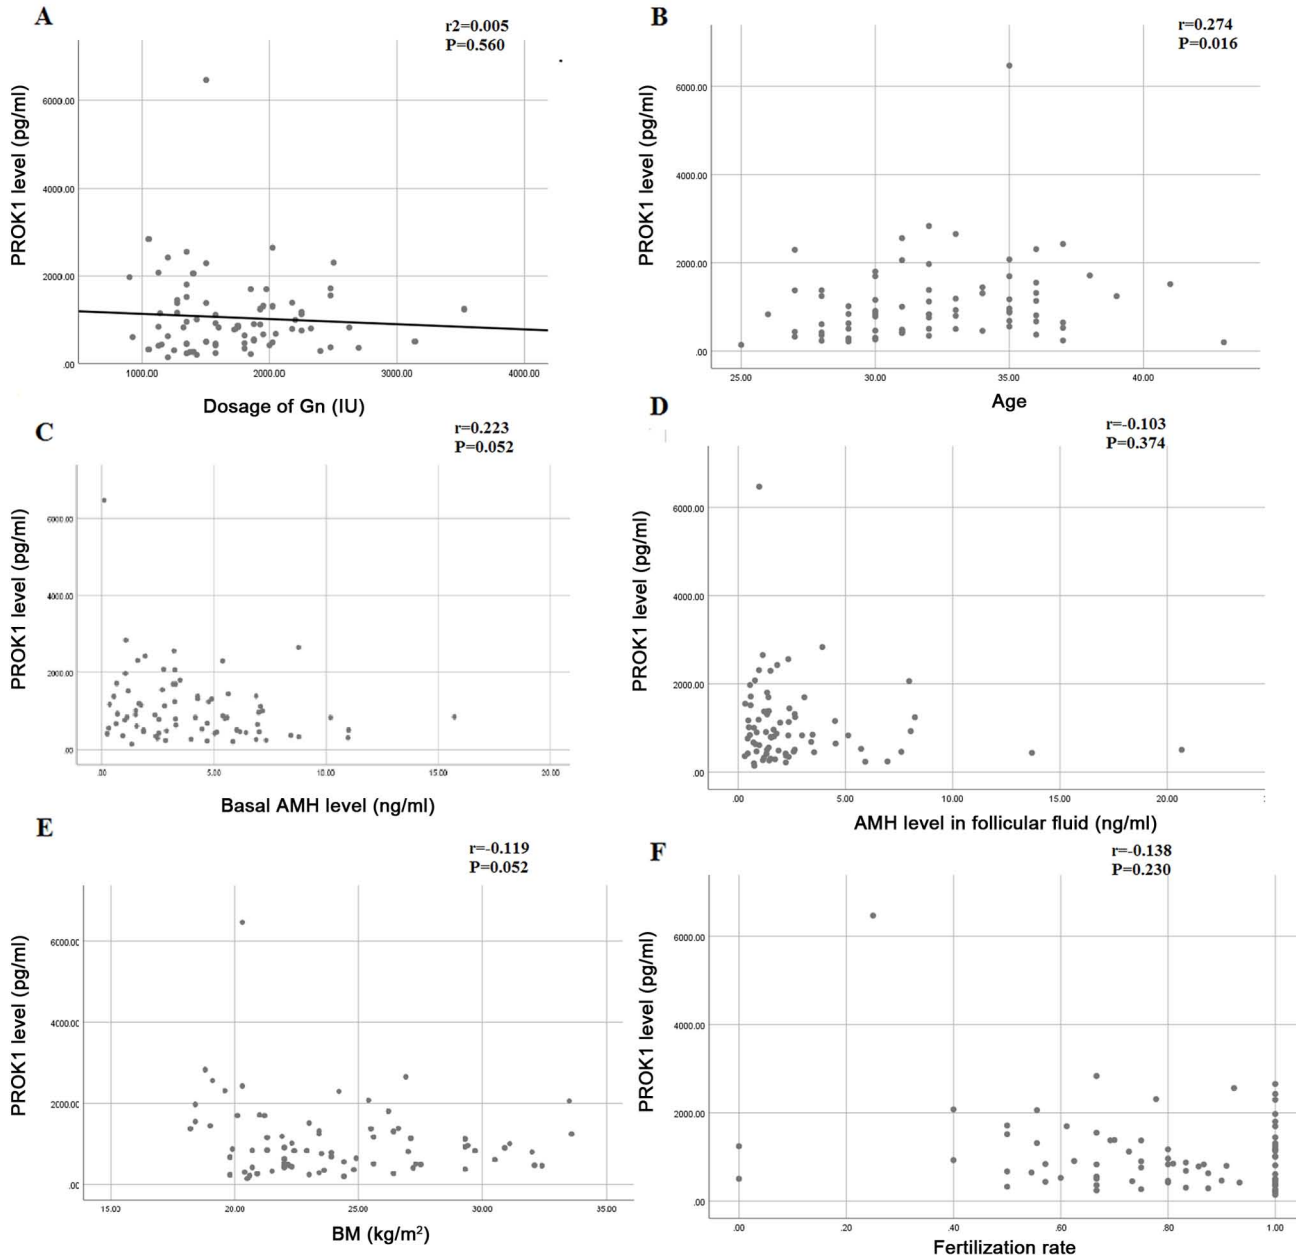 A
r2=0.005
P=0.560
PROK1 level (pg/ml)
6000.00
4000.00
2000.00
.00
1000.00
2000.00
3000.00
4000.00
Dosage of Gn (IU)
B
r=0.274
P=0.016
PROK1 level (pg/ml)
6000.00
4000.00
2000.00
.00
25.00
30.00
35.00
40.00
Age
C
r=0.223
P=0.052
PROK1 level (pg/ml)
6000.00
4000.00
2000.00
.00
.00
5.00
10.00
15.00
20.00
Basal AMH level (ng/ml)
D
r=-0.103
P=0.374
PROK1 level (pg/ml)
6000.00
4000.00
2000.00
.00
.00
5.00
10.00
15.00
20.00
AMH level in follicular fluid (ng/ml)
E
r=-0.119
P=0.052
PROK1 level (pg/ml)
6000.00
4000.00
2000.00
.00
15.00
20.00
25.00
30.00
35.00
BM (kg/m²)
F
r=-0.138
P=0.230
PROK1 level (pg/ml)
6000.00
4000.00
2000.00
.00
.00
.20
.40
.60
.80
1.00
Fertilization rate